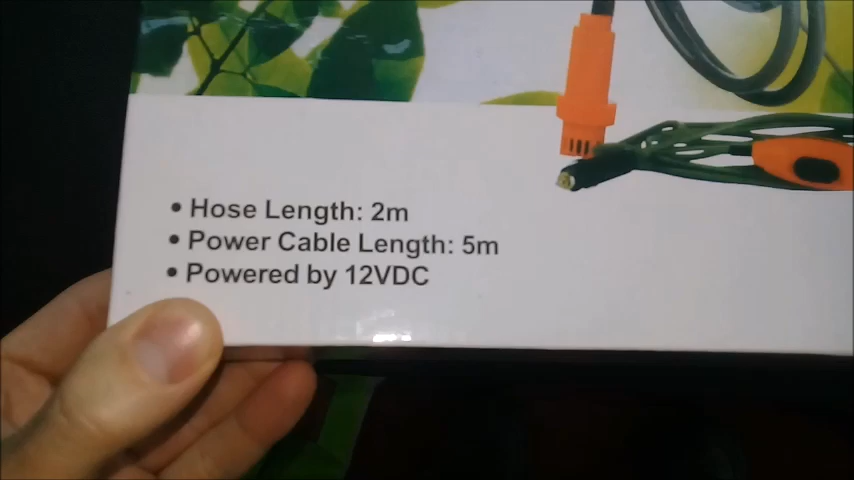 • Hose Length: 2m
• Power Cable Length: 5m
• Powered by 12VDC